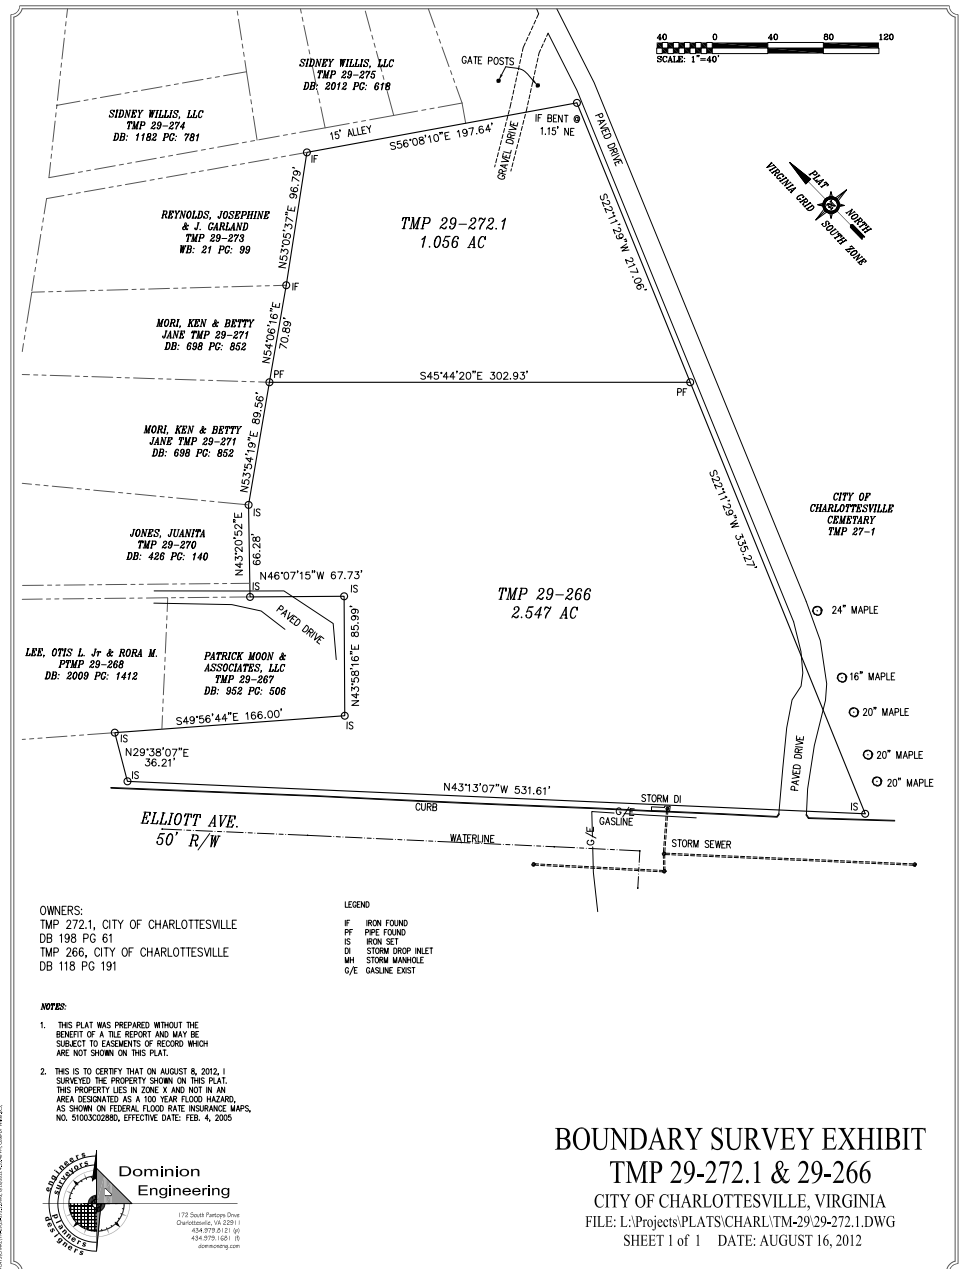 SIDNEY WILLIS, LLC
TMP 29-275
DB: 2012 PG: 618
GATE POSTS
40 0 40 80 120
SCALE: 1"=40'
SIDNEY WILLIS, LLC
TMP 29-274
DB: 1182 PG: 781
15' ALLEY
S56°08'10"E 197.64'
IF BENT @
1.15' NE
GRAVEL DRIVE
PAVED DRIVE
IF
PLAT
VIRGINIA GRID
NORTH
SOUTH ZONE
REYNOLDS, JOSEPHINE
& J. GARLAND
TMP 29-273
WB: 21 PG: 99
N53°05'37"E 96.79'
TMP 29-272.1
1.056 AC
S22°11'29"W 217.06'
IF
MORI, KEN & BETTY
JANE TMP 29-271
DB: 698 PG: 852
N54°06'16"E
70.89'
PF
S45°44'20"E 302.93'
PF
MORI, KEN & BETTY
JANE TMP 29-271
DB: 698 PG: 852
N53°54'19"E 89.56'
S22°11'29"W 335.27'
IS
CITY OF
CHARLOTTESVILLE
CEMETARY
TMP 27-1
JONES, JUANITA
TMP 29-270
DB: 426 PG: 140
N43°20'52"E
66.28'
N46°07'15"W 67.73'
IS
IS
TMP 29-266
2.547 AC
24" MAPLE
PAVED DRIVE
LEE, OTIS L. Jr & RORA M.
PTMP 29-268
DB: 2009 PG: 1412
PATRICK MOON &
ASSOCIATES, LLC
TMP 29-267
DB: 952 PG: 506
N43°58'16"E 85.99'
16" MAPLE
20" MAPLE
S49°56'44"E 166.00'
IS
IS
N29°38'07"E
36.21'
IS
PAVED DRIVE
20" MAPLE
20" MAPLE
N43°13'07"W 531.61'
CURB
STORM DI
IS
G/E
GASLINE
G/E
ELLIOTT AVE.
50' R/W
WATERLINE
STORM SEWER
OWNERS:
TMP 272.1, CITY OF CHARLOTTESVILLE
DB 198 PG 61
TMP 266, CITY OF CHARLOTTESVILLE
DB 118 PG 191
LEGEND
IF IRON FOUND
PF PIPE FOUND
IS IRON SET
DI STORM DROP INLET
MH STORM MANHOLE
G/E GASLINE EXIST
NOTES:
1. THIS PLAT WAS PREPARED WITHOUT THE
BENEFIT OF A TILE REPORT AND MAY BE
SUBJECT TO EASEMENTS OF RECORD WHICH
ARE NOT SHOWN ON THIS PLAT.
2. THIS IS TO CERTIFY THAT ON AUGUST 8, 2012, I
SURVEYED THE PROPERTY SHOWN ON THIS PLAT.
THIS PROPERTY LIES IN ZONE X AND NOT IN AN
AREA DESIGNATED AS A 100 YEAR FLOOD HAZARD,
AS SHOWN ON FEDERAL FLOOD RATE INSURANCE MAPS,
NO. 51003C0288D, EFFECTIVE DATE: FEB. 4, 2005
engineers
surveyors
planners
designers
Dominion
Engineering
172 South Pantops Drive
Charlottesville, VA 22911
434.979.8121 (p)
434.979.1681 (f)
dominioneng.com
BOUNDARY SURVEY EXHIBIT
TMP 29-272.1 & 29-266
CITY OF CHARLOTTESVILLE, VIRGINIA
FILE: L:\Projects\PLATS\CHARL\TM-29\29-272.1.DWG
SHEET 1 of 1 DATE: AUGUST 16, 2012